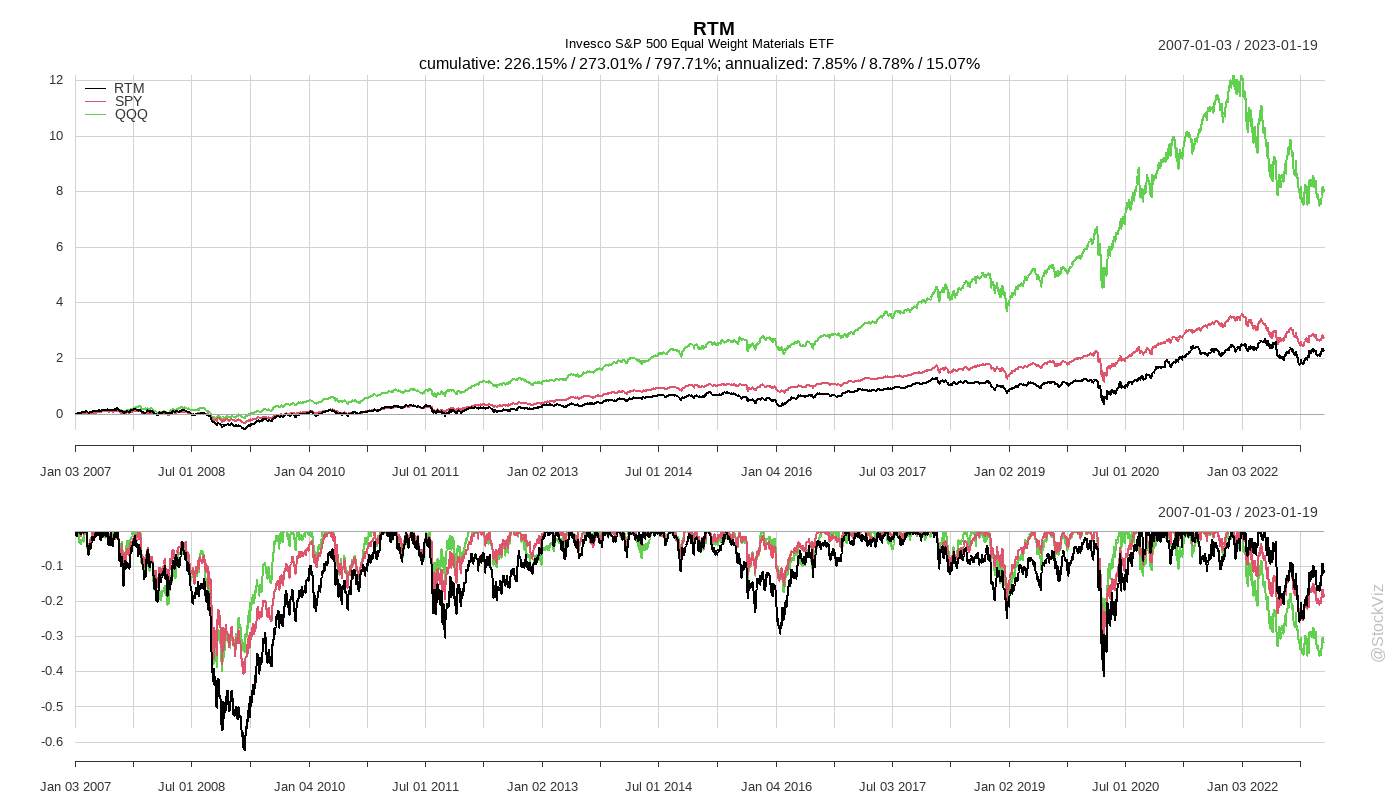 RTM
Invesco S&P 500 Equal Weight Materials ETF
2007-01-03 / 2023-01-19
cumulative: 226.15% / 273.01% / 797.71%; annualized: 7.85% / 8.78% / 15.07%
12
RTM
SPY
QQQ
10
8
6
4
2
0
Jan 03 2007 Jul 01 2008 Jan 04 2010 Jul 01 2011 Jan 02 2013 Jul 01 2014 Jan 04 2016 Jul 03 2017 Jan 02 2019 Jul 01 2020 Jan 03 2022
2007-01-03 / 2023-01-19
-0.1
-0.2
-0.3
-0.4
-0.5
-0.6
Jan 03 2007 Jul 01 2008 Jan 04 2010 Jul 01 2011 Jan 02 2013 Jul 01 2014 Jan 04 2016 Jul 03 2017 Jan 02 2019 Jul 01 2020 Jan 03 2022
@StockViz